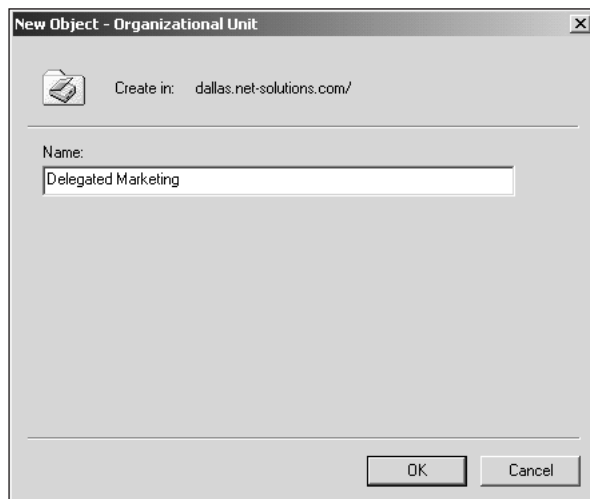 New Object - Organizational Unit
Create in: dallas.net-solutions.com/
Name:
Delegated Marketing
OK Cancel